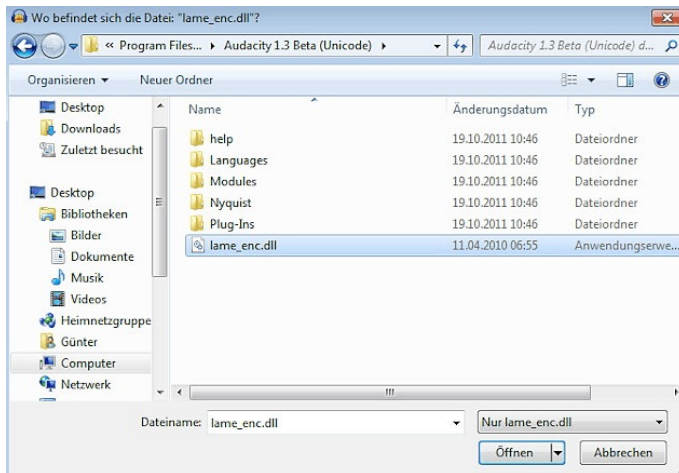 Wo befindet sich die Datei: "lame_enc.dll"?
« Program Files... Audacity 1.3 Beta (Unicode) Audacity 1.3 Beta (Unicode) d...
Organisieren Neuer Ordner
Desktop
Downloads
Zuletzt besucht
Desktop
Bibliotheken
Bilder
Dokumente
Musik
Videos
Heimnetzgruppe
Günter
Computer
Netzwerk
Name Änderungsdatum Typ
help 19.10.2011 10:46 Dateiordner
Languages 19.10.2011 10:46 Dateiordner
Modules 19.10.2011 10:46 Dateiordner
Nyquist 19.10.2011 10:46 Dateiordner
Plug-Ins 19.10.2011 10:46 Dateiordner
lame_enc.dll 11.04.2010 06:55 Anwendungserwe...
Dateiname: lame_enc.dll Nur lame_enc.dll
Öffnen Abbrechen